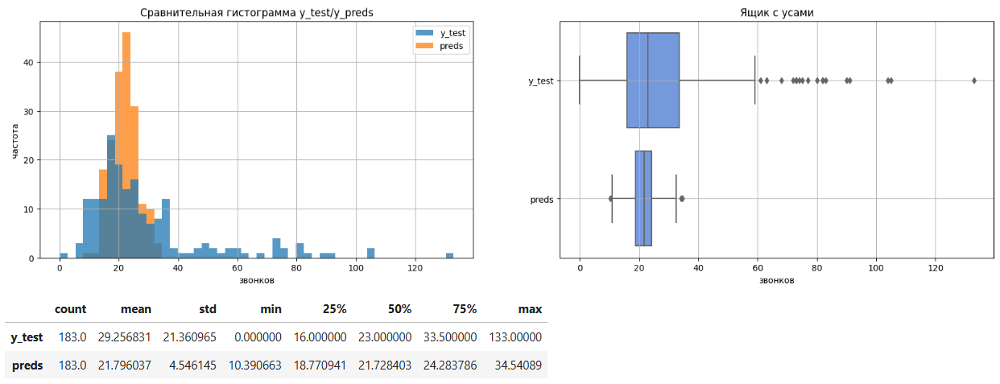 Сравнительная гистограмма y_test/y_preds
y_test
preds
частота
40
30
20
10
0
0 20 40 60 80 100 120
звонков
Ящик с усами
y_test
preds
0 20 40 60 80 100 120
звонков
count mean std min 25% 50% 75% max
y_test 183.0 29.256831 21.360965 0.000000 16.000000 23.000000 33.500000 133.00000
preds 183.0 21.796037 4.546145 10.390663 18.770941 21.728403 24.283786 34.54089